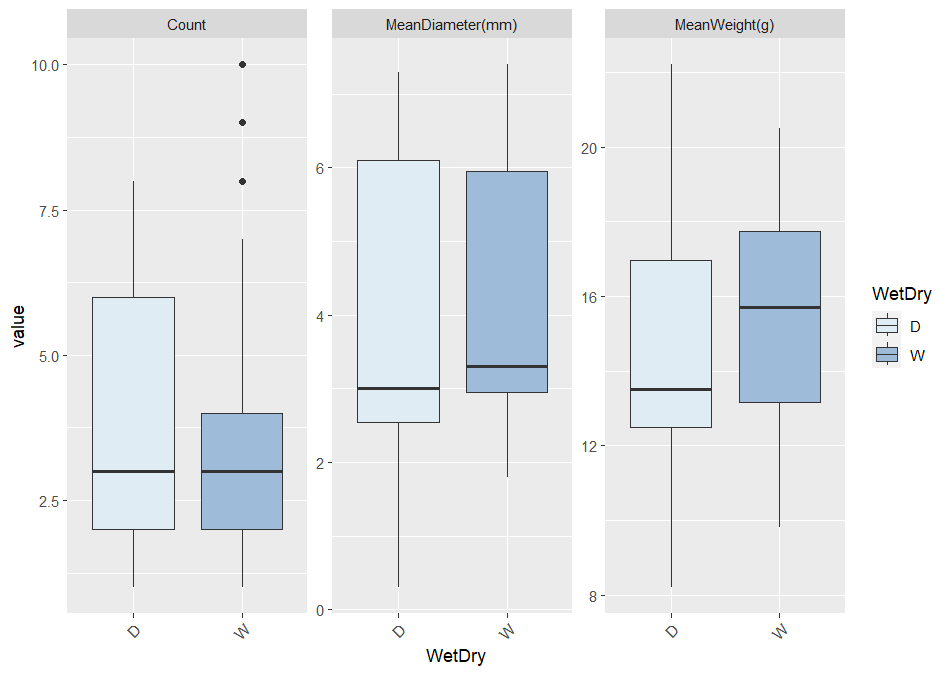 Count
MeanDiameter(mm)
MeanWeight(g)
value
10.0
7.5
5.0
2.5
6
4
2
0
20
16
12
8
D
W
D
W
D
W
WetDry
WetDry
D
W